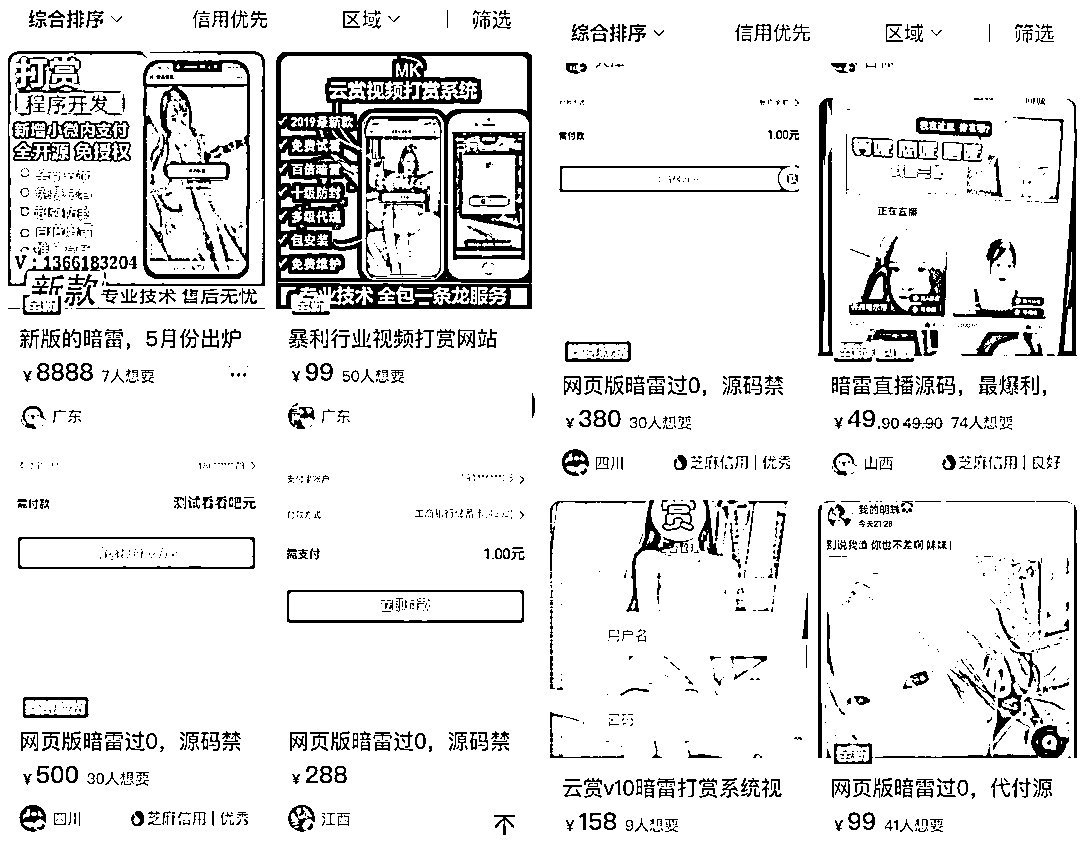 综合排序
信用优先
区域
筛选
打赏
程序开发
新增小微内支付
全开源 免授权
V:1366183204
新款
专业技术 售后无忧
全新
新版的暗雷，5月份出炉
¥8888 7人想要
广东
MK
云赏视频打赏系统
2019最新款
免费试看
十级防封
多级代理
包安装
免费维护
专业技术 全包一条龙服务
暴利行业视频打赏网站
¥99 50人想要
广东
需付款
测试看看吧元
网页版暗雷过0，源码禁
¥500 30人想要
四川
芝麻信用 | 优秀
付款方式
需支付
1.00元
网页版暗雷过0，源码禁
¥288
江西
综合排序
信用优先
区域
筛选
需付款
1.00元
网页版暗雷过0，源码禁
¥380 30人想要
四川
芝麻信用 | 优秀
正在直播
暗雷直播源码，最爆利，
¥49.90 49.90 74人想要
山西
芝麻信用 | 良好
赏
用户名
云赏v10暗雷打赏系统视
¥158 9人想要
今天21:28
别说我渣 你也不差啊 妹妹
全新
网页版暗雷过0，代付源
¥99 41人想要